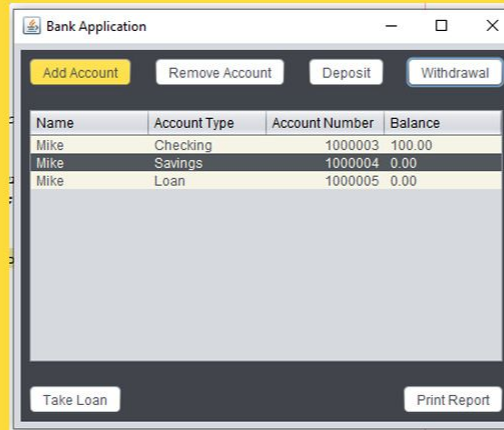 Bank Application
Add Account Remove Account Deposit Withdrawal
Name Account Type Account Number Balance
Mike Checking 1000003 100.00
Mike Savings 1000004 0.00
Mike Loan 1000005 0.00
Take Loan Print Report